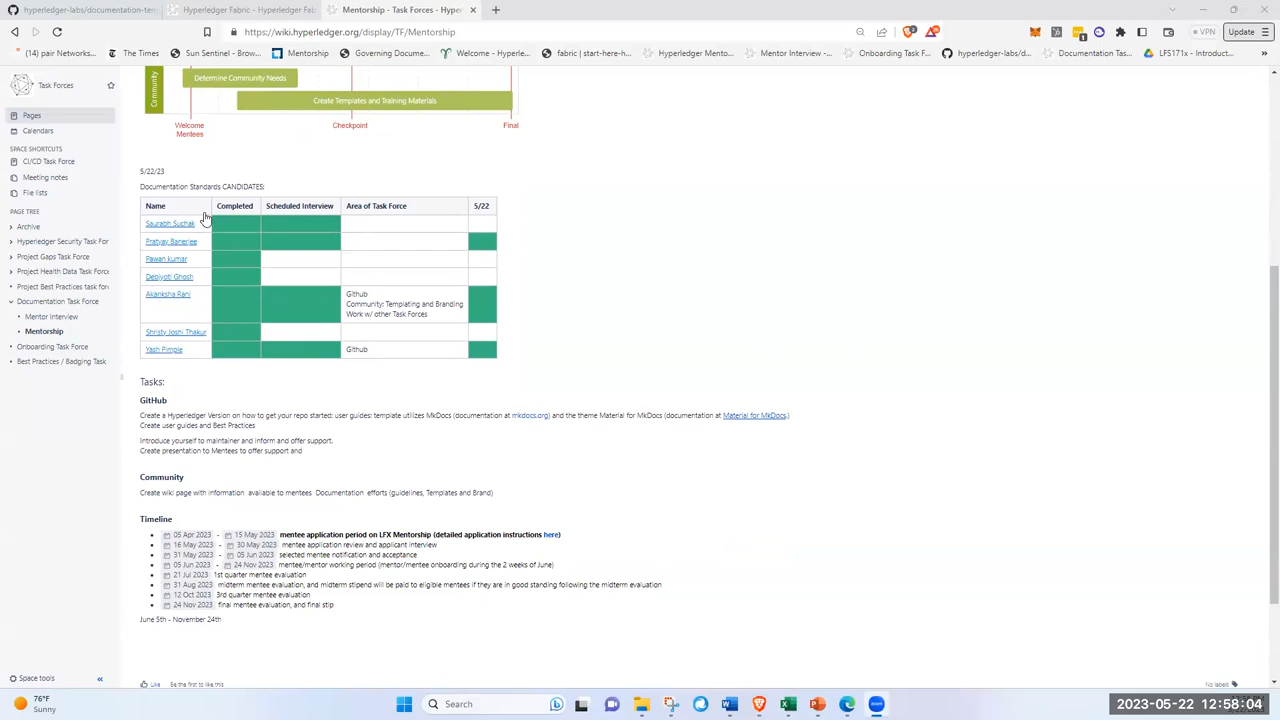 hyperledger-labs/documentation-tem
Hyperledger Fabric - Hyperledger Fab
Mentorship - Task Forces - Hyperl
https://wiki.hyperledger.org/display/TF/Mentorship
VPN
Update
(14) pair Networks...
The Times
Sun Sentinel - Brow...
Mentorship
Governing Docume...
Welcome - Hyperle...
fabric | start-here-h...
Hyperledger Mento...
Mentor Interview -...
Onboarding Task F...
hyperledger-labs/d...
Documentation Tas...
LFS171x - Introduct...
»
Task Forces
Pages
Calendars
SPACE SHORTCUTS
CI/CD Task Force
Meeting notes
File lists
PAGE TREE
Archive
Hyperledger Security Task For
Project Gaps Task Force
Project Health Data Task Force
Project Best Practices task for
Documentation Task Force
Mentor Interview
Mentorship
Onboarding Task Force
Best Practices / Badging Task
Space tools
«
Community
Determine Community Needs
Create Templates and Training Materials
Welcome
Mentees
Checkpoint
Final
5/22/23
Documentation Standards CANDIDATES:
Name Completed Scheduled Interview Area of Task Force 5/22
Saurabh Suchak
Pratyay Banerjee
Pawan kumar
Debjyoti Ghosh
Akanksha Rani
Github
Community: Templating and Branding
Work w/ other Task Forces
Shristy Joshi Thakur
Yash Pimple Github
Tasks:
GitHub
Create a Hyperledger Version on how to get your repo started: user guides: template utilizes MkDocs (documentation at mkdocs.org) and the theme Material for MkDocs (documentation at Material for MkDocs.)
Create user guides and Best Practices
Introduce yourself to maintainer and inform and offer support.
Create presentation to Mentees to offer support and
Community
Create wiki page with information avaliable to mentees Documentation efforts (guidelines, Templates and Brand)
Timeline
• 05 Apr 2023 - 15 May 2023 mentee application period on LFX Mentorship (detailed application instructions here)
• 16 May 2023 - 30 May 2023 mentee application review and applicant interview
• 31 May 2023 - 05 Jun 2023 selected mentee notification and acceptance
• 05 Jun 2023 - 24 Nov 2023 mentee/mentor working period (mentor/mentee onboarding during the 2 weeks of June)
• 21 Jul 2023 1st quarter mentee evaluation
• 31 Aug 2023 midterm mentee evaluation, and midterm stipend will be paid to eligible mentees if they are in good standing following the midterm evaluation
• 12 Oct 2023 3rd quarter mentee evaluation
• 24 Nov 2023 final mentee evaluation, and final stip
June 5th - November 24th
Like Be the first to like this
No labels
76°F
Sunny
Search
2023-05-22 12:58:04